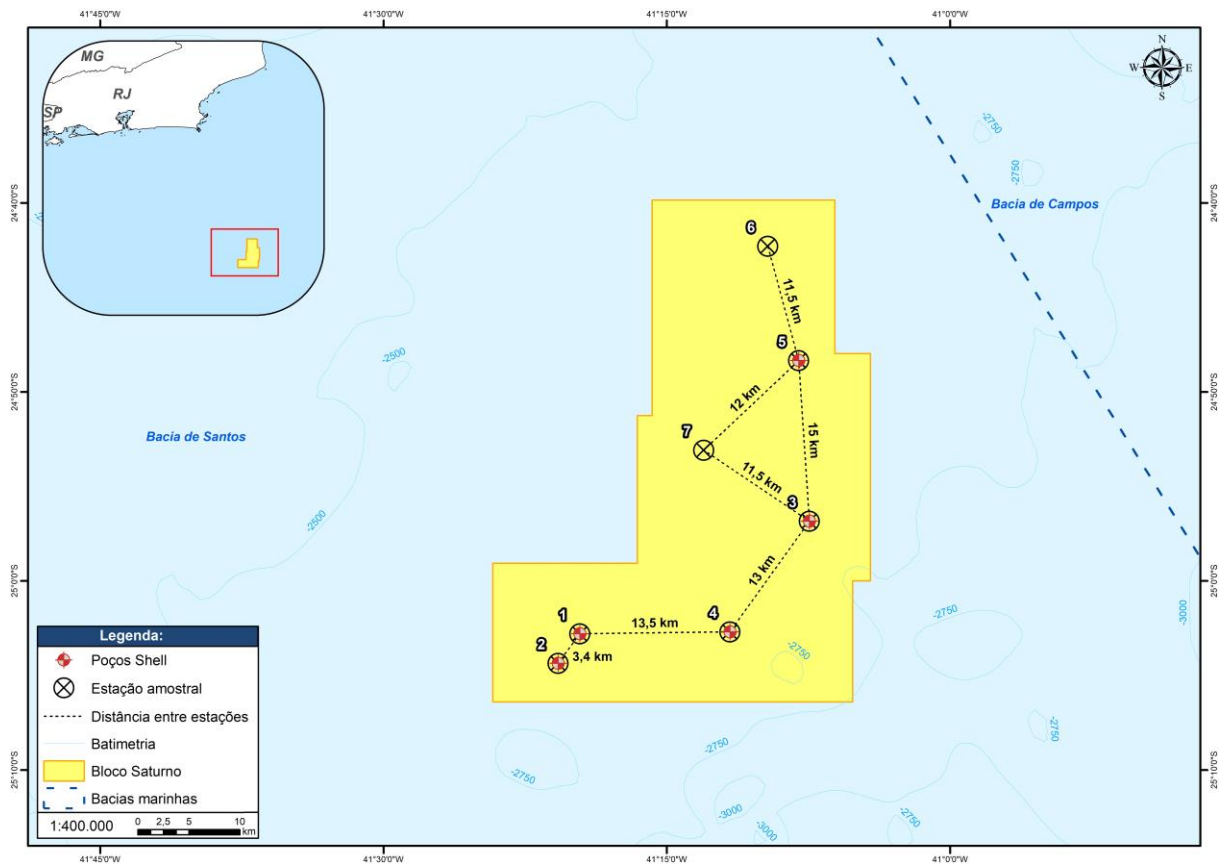 41°45'0"W
41°30'0"W
41°15'0"W
41°0'0"W
MG
RJ
SP
N
W
E
S
24°40'0"S
24°40'0"S
Bacia de Campos
-2750
-2750
6
11,5 km
5
-2500
24°50'0"S
24°50'0"S
12 km
15 km
Bacia de Santos
7
11,5 km
3
-2500
25°0'0"S
25°0'0"S
13 km
-3000
1
13,5 km
4
-2750
2
3,4 km
-2750
Legenda:
Poços Shell
Estação amostral
Distância entre estações
Batimetria
Bloco Saturno
Bacias marinhas
1:400.000
0 2,5 5 10
km
-2750
-2750
-2750
25°10'0"S
25°10'0"S
-3000
-3000
-2750
41°45'0"W
41°30'0"W
41°15'0"W
41°0'0"W